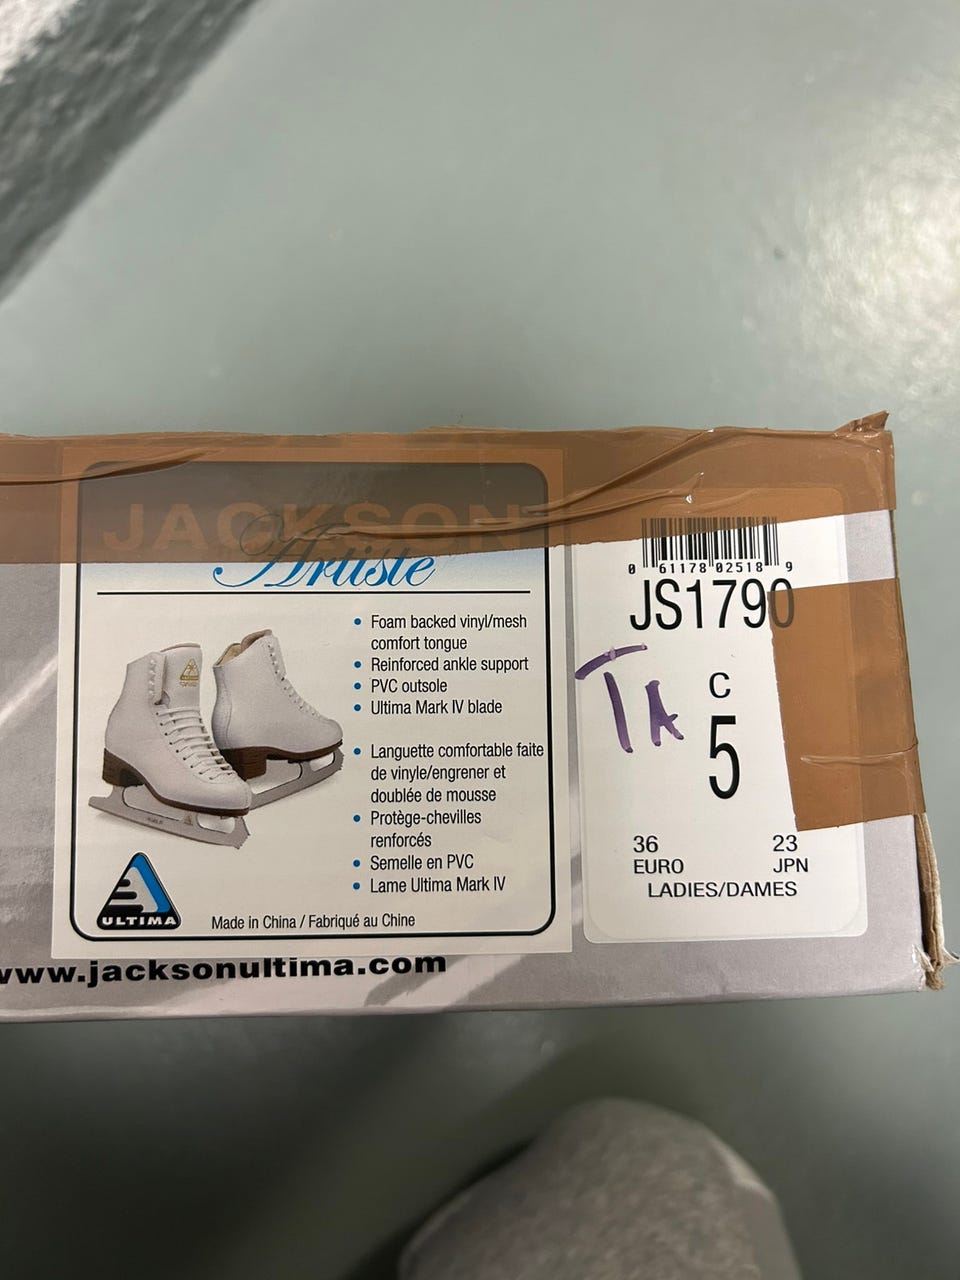 JACKSON
Artiste
• Foam backed vinyl/mesh
comfort tongue
• Reinforced ankle support
• PVC outsole
• Ultima Mark IV blade
• Languette comfortable faite
de vinyle/engrener et
doublée de mousse
• Protège-chevilles
renforcés
• Semelle en PVC
• Lame Ultima Mark IV
ULTIMA
Made in China / Fabriqué au Chine
www.jacksonultima.com
0 61178 02518 9
JS1790
TA
C
5
36 23
EURO JPN
LADIES/DAMES